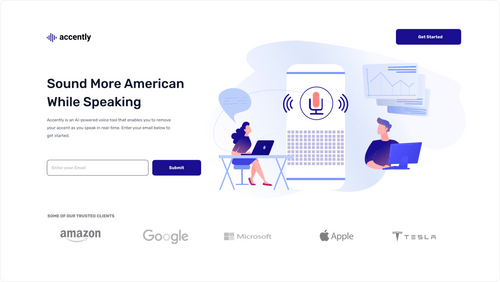 accently
Get Started
Sound More American
While Speaking
Accently is an AI-powered voice tool that enables you to remove
your accent as you speak in real-time. Enter your email below to
get started.
Enter your Email
Submit
SOME OF OUR TRUSTED CLIENTS
amazon
Google
Microsoft
Apple
TESLA